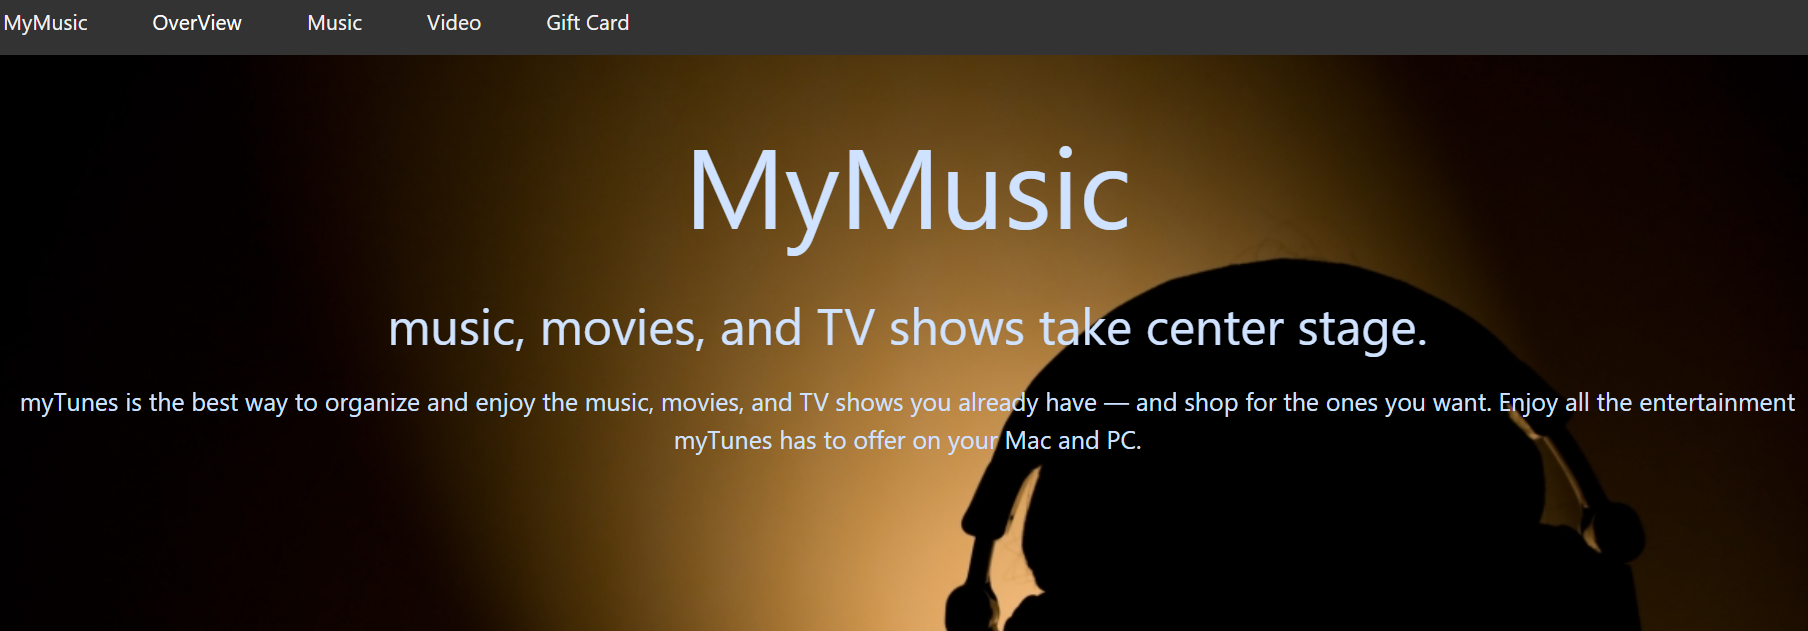 MyMusic OverView Music Video Gift Card
MyMusic
music, movies, and TV shows take center stage.
myTunes is the best way to organize and enjoy the music, movies, and TV shows you already have — and shop for the ones you want. Enjoy all the entertainment
myTunes has to offer on your Mac and PC.